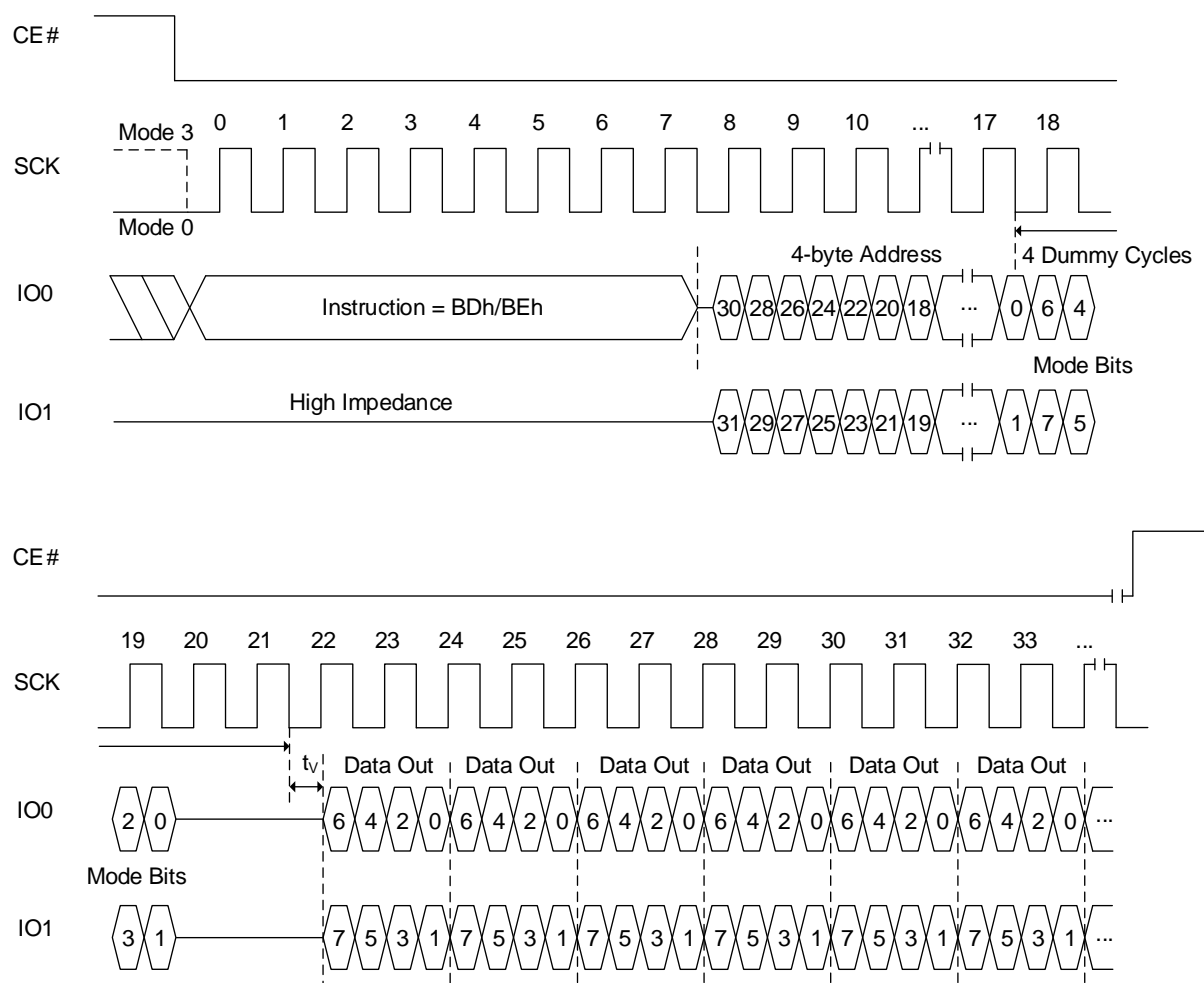 CE#
0 1 2 3 4 5 6 7 8 9 10 ... 17 18
Mode 3
SCK
Mode 0
4-byte Address 4 Dummy Cycles
IO0 Instruction = BDh/BEh 30 28 26 24 22 20 18 ... 0 6 4
Mode Bits
IO1 High Impedance 31 29 27 25 23 21 19 ... 1 7 5
CE#
19 20 21 22 23 24 25 26 27 28 29 30 31 32 33 ...
SCK
tV Data Out Data Out Data Out Data Out Data Out Data Out
IO0 2 0 6 4 2 0 6 4 2 0 6 4 2 0 6 4 2 0 6 4 2 0 6 4 2 0 ...
Mode Bits
IO1 3 1 7 5 3 1 7 5 3 1 7 5 3 1 7 5 3 1 7 5 3 1 7 5 3 1 ...